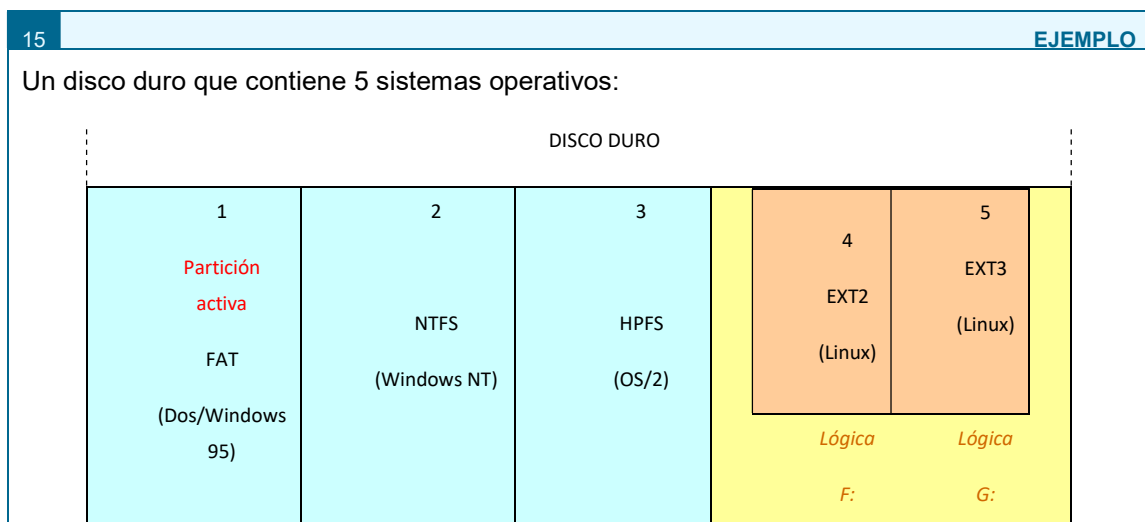 15
EJEMPLO
Un disco duro que contiene 5 sistemas operativos:
DISCO DURO
1
Partición
activa
FAT
(Dos/Windows
95)
2
NTFS
(Windows NT)
3
HPFS
(OS/2)
4
EXT2
(Linux)
Lógica
F:
5
EXT3
(Linux)
Lógica
G: